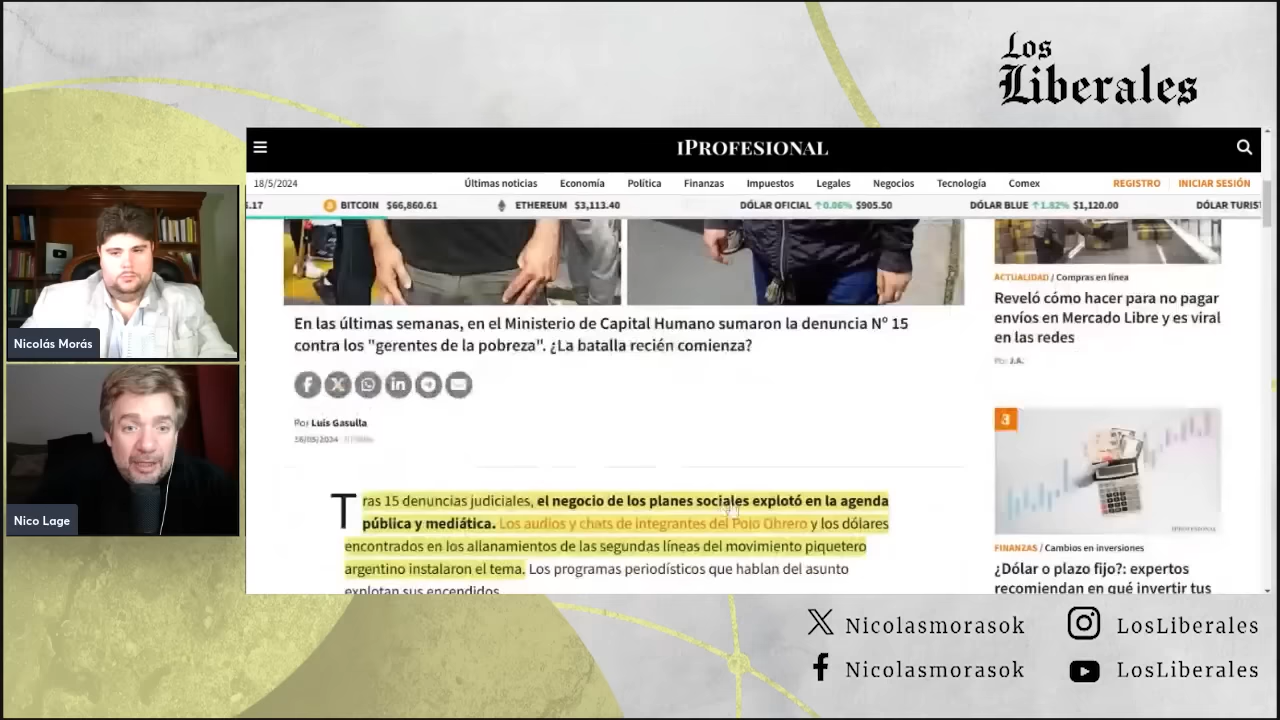 Los
Liberales
IPROFESIONAL
18/5/2024
Últimas noticias
Economía
Política
Finanzas
Impuestos
Legales
Negocios
Tecnología
Comex
REGISTRO
INICIAR SESIÓN
.17
BITCOIN $66,860.61
ETHEREUM $3,113.40
DÓLAR OFICIAL ↑0.06% $905.50
DÓLAR BLUE ↑1.82% $1,120.00
DÓLAR TURIST
En las últimas semanas, en el Ministerio de Capital Humano sumaron la denuncia Nº 15
contra los "gerentes de la pobreza". ¿La batalla recién comienza?
Por Luis Gasulla
Tras 15 denuncias judiciales, el negocio de los planes sociales explotó en la agenda
pública y mediática. Los audios y chats de integrantes del Polo Obrero y los dólares
encontrados en los allanamientos de las segundas líneas del movimiento piquetero
argentino instalaron el tema. Los programas periodísticos que hablan del asunto
explotan sus encendidos
ACTUALIDAD / Compras en línea
Reveló cómo hacer para no pagar
envíos en Mercado Libre y es viral
en las redes
Por J.A.
3
IPROFESIONAL
FINANZAS / Cambios en inversiones
¿Dólar o plazo fijo?: expertos
recomiendan en qué invertir tus
Nicolás Morás
Nico Lage
Nicolasmorasok
LosLiberales
Nicolasmorasok
LosLiberales